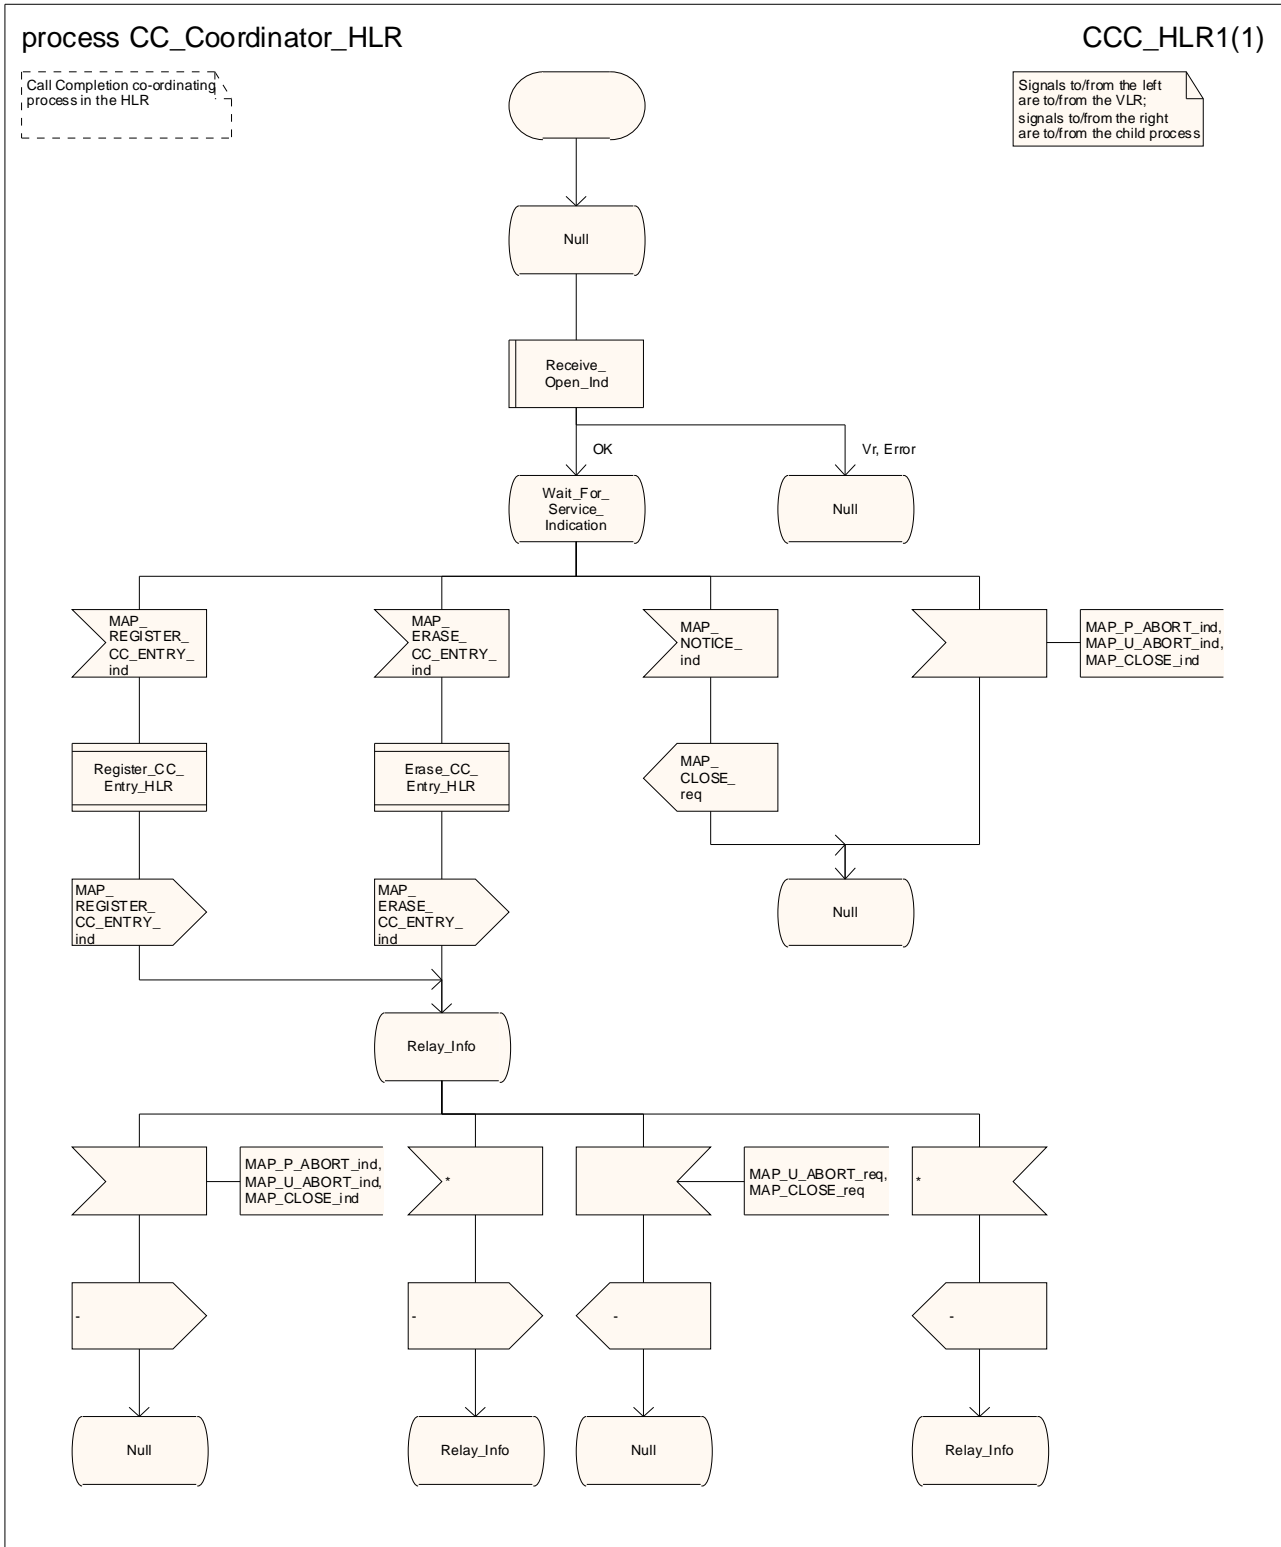 process CC_Coordinator_HLR
CCC_HLR1(1)
Call Completion co-ordinating
process in the HLR
Signals to/from the left
are to/from the VLR;
signals to/from the right
are to/from the child process
Null
Receive_
Open_Ind
OK
Vr, Error
Wait_For_
Service_
Indication
Null
MAP_
REGISTER_
CC_ENTRY_
ind
MAP_
ERASE_
CC_ENTRY_
ind
MAP_
NOTICE_
ind
MAP_P_ABORT_ind,
MAP_U_ABORT_ind,
MAP_CLOSE_ind
Register_CC_
Entry_HLR
Erase_CC_
Entry_HLR
MAP_
CLOSE_
req
MAP_
REGISTER_
CC_ENTRY_
ind
MAP_
ERASE_
CC_ENTRY_
ind
Null
Relay_Info
MAP_P_ABORT_ind,
MAP_U_ABORT_ind,
MAP_CLOSE_ind
*
MAP_U_ABORT_req,
MAP_CLOSE_req
*
-
-
-
-
Null
Relay_Info
Null
Relay_Info